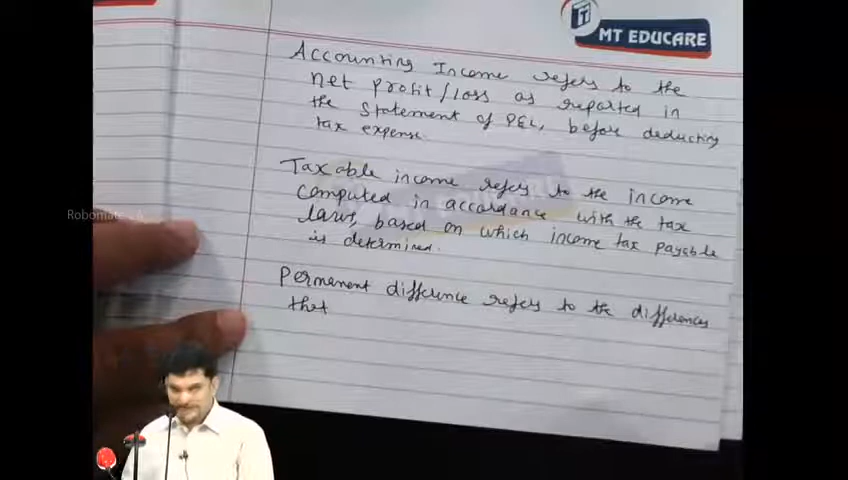 MT EDUCARE
Accounting Income refers to the
net profit/loss as reported in
the statement of P&L, before deducting
tax expense.
Taxable income refers to the income
computed in accordance with the tax
laws, based on which income tax payable
is determined.
Permanent difference refers to the differences
that
Robomate